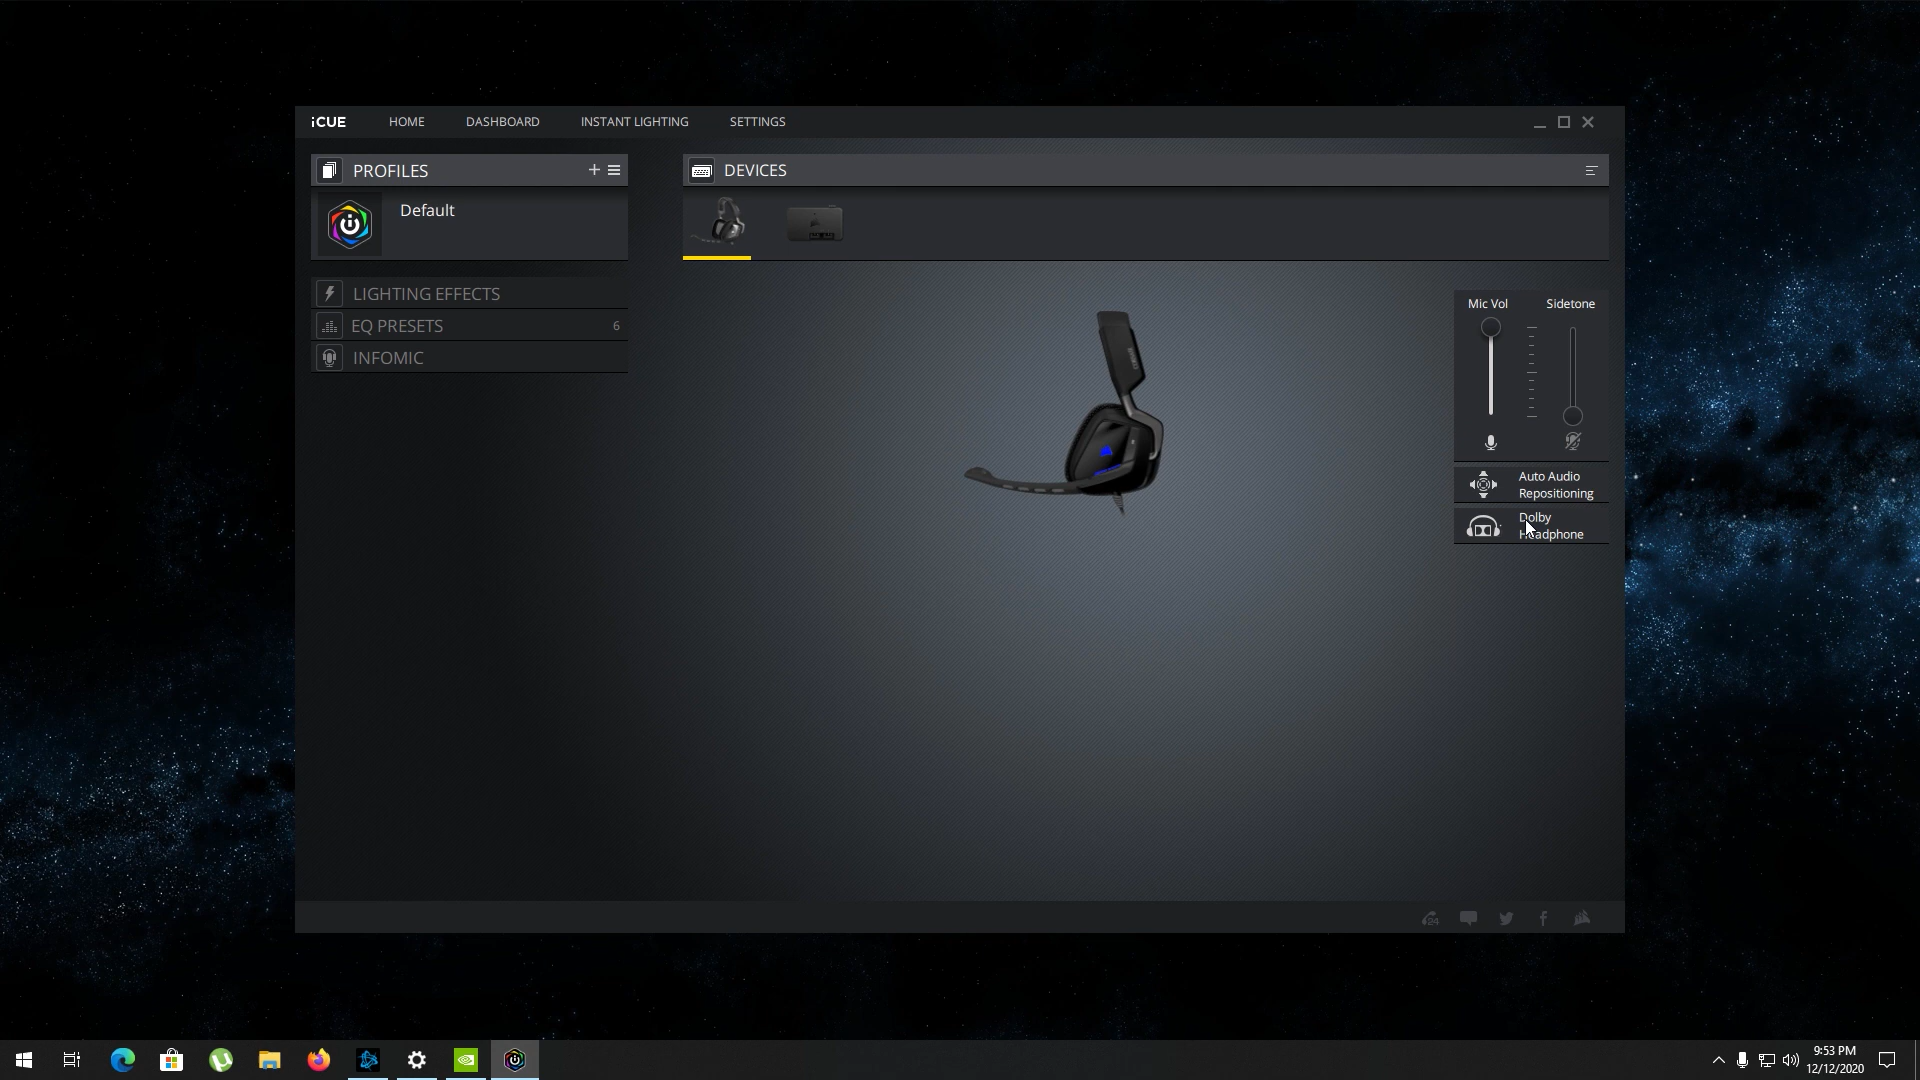 iCUE HOME DASHBOARD INSTANT LIGHTING SETTINGS
PROFILES
Default
LIGHTING EFFECTS
EQ PRESETS 6
INFOMIC
DEVICES
Mic Vol Sidetone
Auto Audio
Repositioning
Dolby
Headphone
24
9:53 PM
12/12/2020